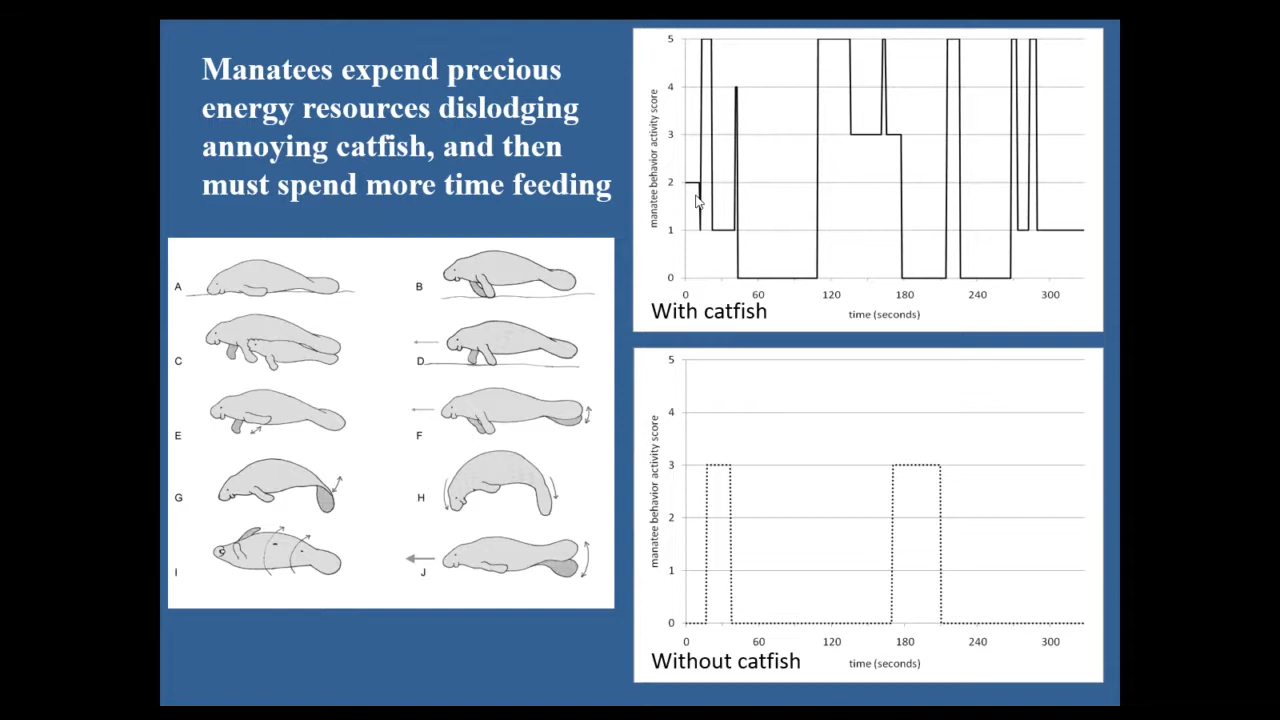 Manatees expend precious
energy resources dislodging
annoying catfish, and then
must spend more time feeding
A
B
C
D
E
F
G
H
I
J
manatee behavior activity score
5
4
3
2
1
0
0 60 120 180 240 300
With catfish
time (seconds)
manatee behavior activity score
5
4
3
2
1
0
0 60 120 180 240 300
Without catfish
time (seconds)